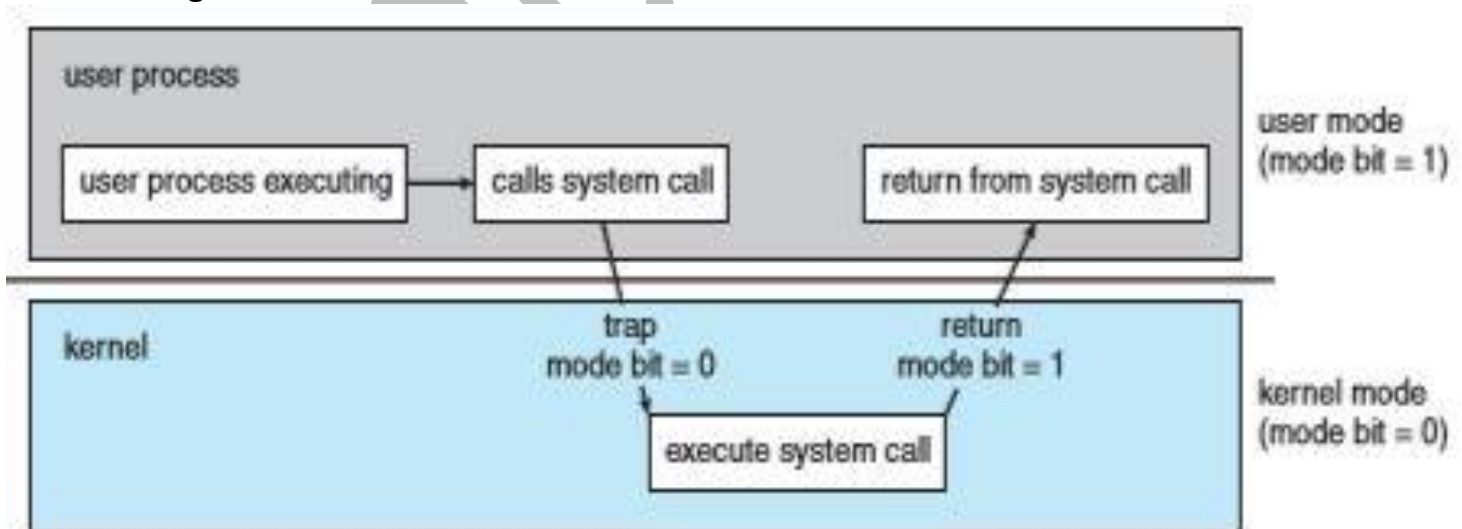 user process
user process executing
calls system call
return from system call
user mode
(mode bit = 1)
kernel
trap
mode bit = 0
return
mode bit = 1
execute system call
kernel mode
(mode bit = 0)